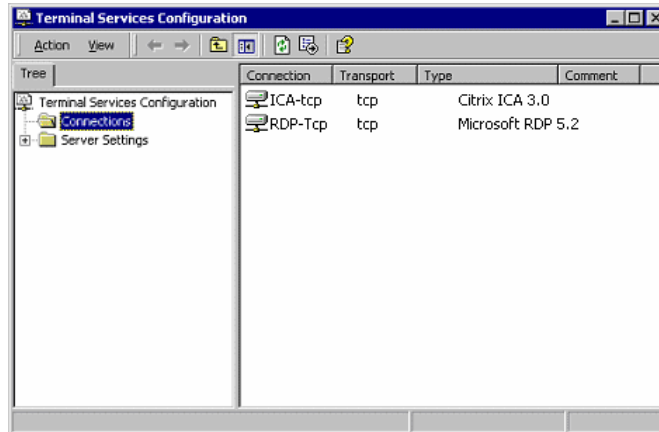 Terminal Services Configuration
Action View
Tree
Connection Transport Type Comment
Terminal Services Configuration
Connections
Server Settings
ICA-tcp tcp Citrix ICA 3.0
RDP-Tcp tcp Microsoft RDP 5.2